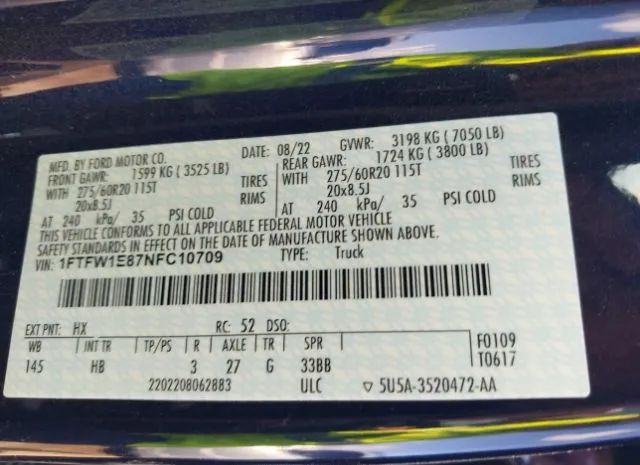 MFD. BY FORD MOTOR CO. DATE: 08/22 GVWR: 3198 KG ( 7050 LB)
FRONT GAWR: 1599 KG ( 3525 LB) REAR GAWR: 1724 KG ( 3800 LB)
WITH 275/60R20 115T TIRES WITH 275/60R20 115T TIRES
20x8.5J RIMS 20x8.5J RIMS
AT 240 kPa/ 35 PSI COLD AT 240 kPa/ 35 PSI COLD
THIS VEHICLE CONFORMS TO ALL APPLICABLE FEDERAL MOTOR VEHICLE
SAFETY STANDARDS IN EFFECT ON THE DATE OF MANUFACTURE SHOWN ABOVE.
VIN: 1FTFW1E87NFC10709 TYPE: Truck
EXT PNT: HX RC: 52 DSO:
WB INT TR TP/PS R AXLE TR SPR F0109
145 HB 3 27 G 33BB T0617
2202208062883 ULC ▽ 5U5A-3520472-AA